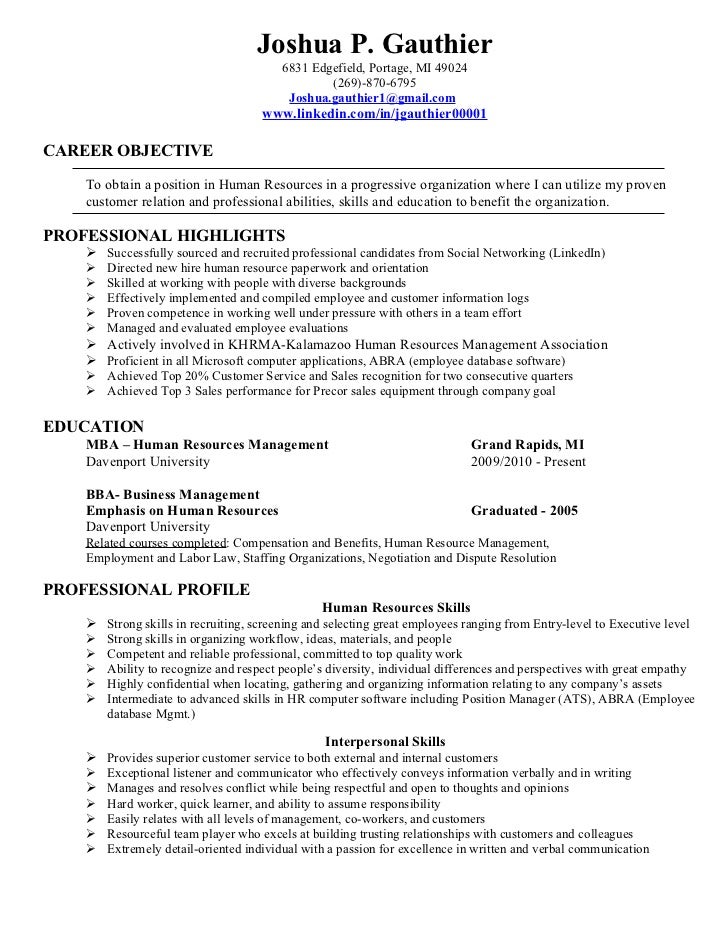 Joshua P. Gauthier
6831 Edgefield, Portage, MI 49024
(269)-870-6795
Joshua.gauthier1@gmail.com
www.linkedin.com/in/jgauthier00001
CAREER OBJECTIVE
To obtain a position in Human Resources in a progressive organization where I can utilize my proven
customer relation and professional abilities, skills and education to benefit the organization.
PROFESSIONAL HIGHLIGHTS
➢ Successfully sourced and recruited professional candidates from Social Networking (LinkedIn)
➢ Directed new hire human resource paperwork and orientation
➢ Skilled at working with people with diverse backgrounds
➢ Effectively implemented and compiled employee and customer information logs
➢ Proven competence in working well under pressure with others in a team effort
➢ Managed and evaluated employee evaluations
➢ Actively involved in KHRMA-Kalamazoo Human Resources Management Association
➢ Proficient in all Microsoft computer applications, ABRA (employee database software)
➢ Achieved Top 20% Customer Service and Sales recognition for two consecutive quarters
➢ Achieved Top 3 Sales performance for Precor sales equipment through company goal
EDUCATION
MBA – Human Resources Management Grand Rapids, MI
Davenport University 2009/2010 - Present
BBA- Business Management
Emphasis on Human Resources Graduated - 2005
Davenport University
Related courses completed: Compensation and Benefits, Human Resource Management,
Employment and Labor Law, Staffing Organizations, Negotiation and Dispute Resolution
PROFESSIONAL PROFILE
Human Resources Skills
➢ Strong skills in recruiting, screening and selecting great employees ranging from Entry-level to Executive level
➢ Strong skills in organizing workflow, ideas, materials, and people
➢ Competent and reliable professional, committed to top quality work
➢ Ability to recognize and respect people's diversity, individual differences and perspectives with great empathy
➢ Highly confidential when locating, gathering and organizing information relating to any company's assets
➢ Intermediate to advanced skills in HR computer software including Position Manager (ATS), ABRA (Employee
database Mgmt.)
Interpersonal Skills
➢ Provides superior customer service to both external and internal customers
➢ Exceptional listener and communicator who effectively conveys information verbally and in writing
➢ Manages and resolves conflict while being respectful and open to thoughts and opinions
➢ Hard worker, quick learner, and ability to assume responsibility
➢ Easily relates with all levels of management, co-workers, and customers
➢ Resourceful team player who excels at building trusting relationships with customers and colleagues
➢ Extremely detail-oriented individual with a passion for excellence in written and verbal communication